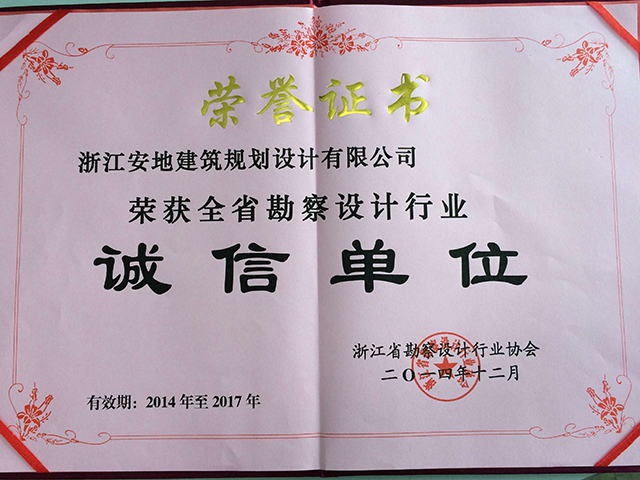 荣誉证书
浙江安地建筑规划设计有限公司
荣获全省勘察设计行业
诚信单位
浙江省勘察设计行业协会
二〇一四年十二月
有效期：2014年至2017年